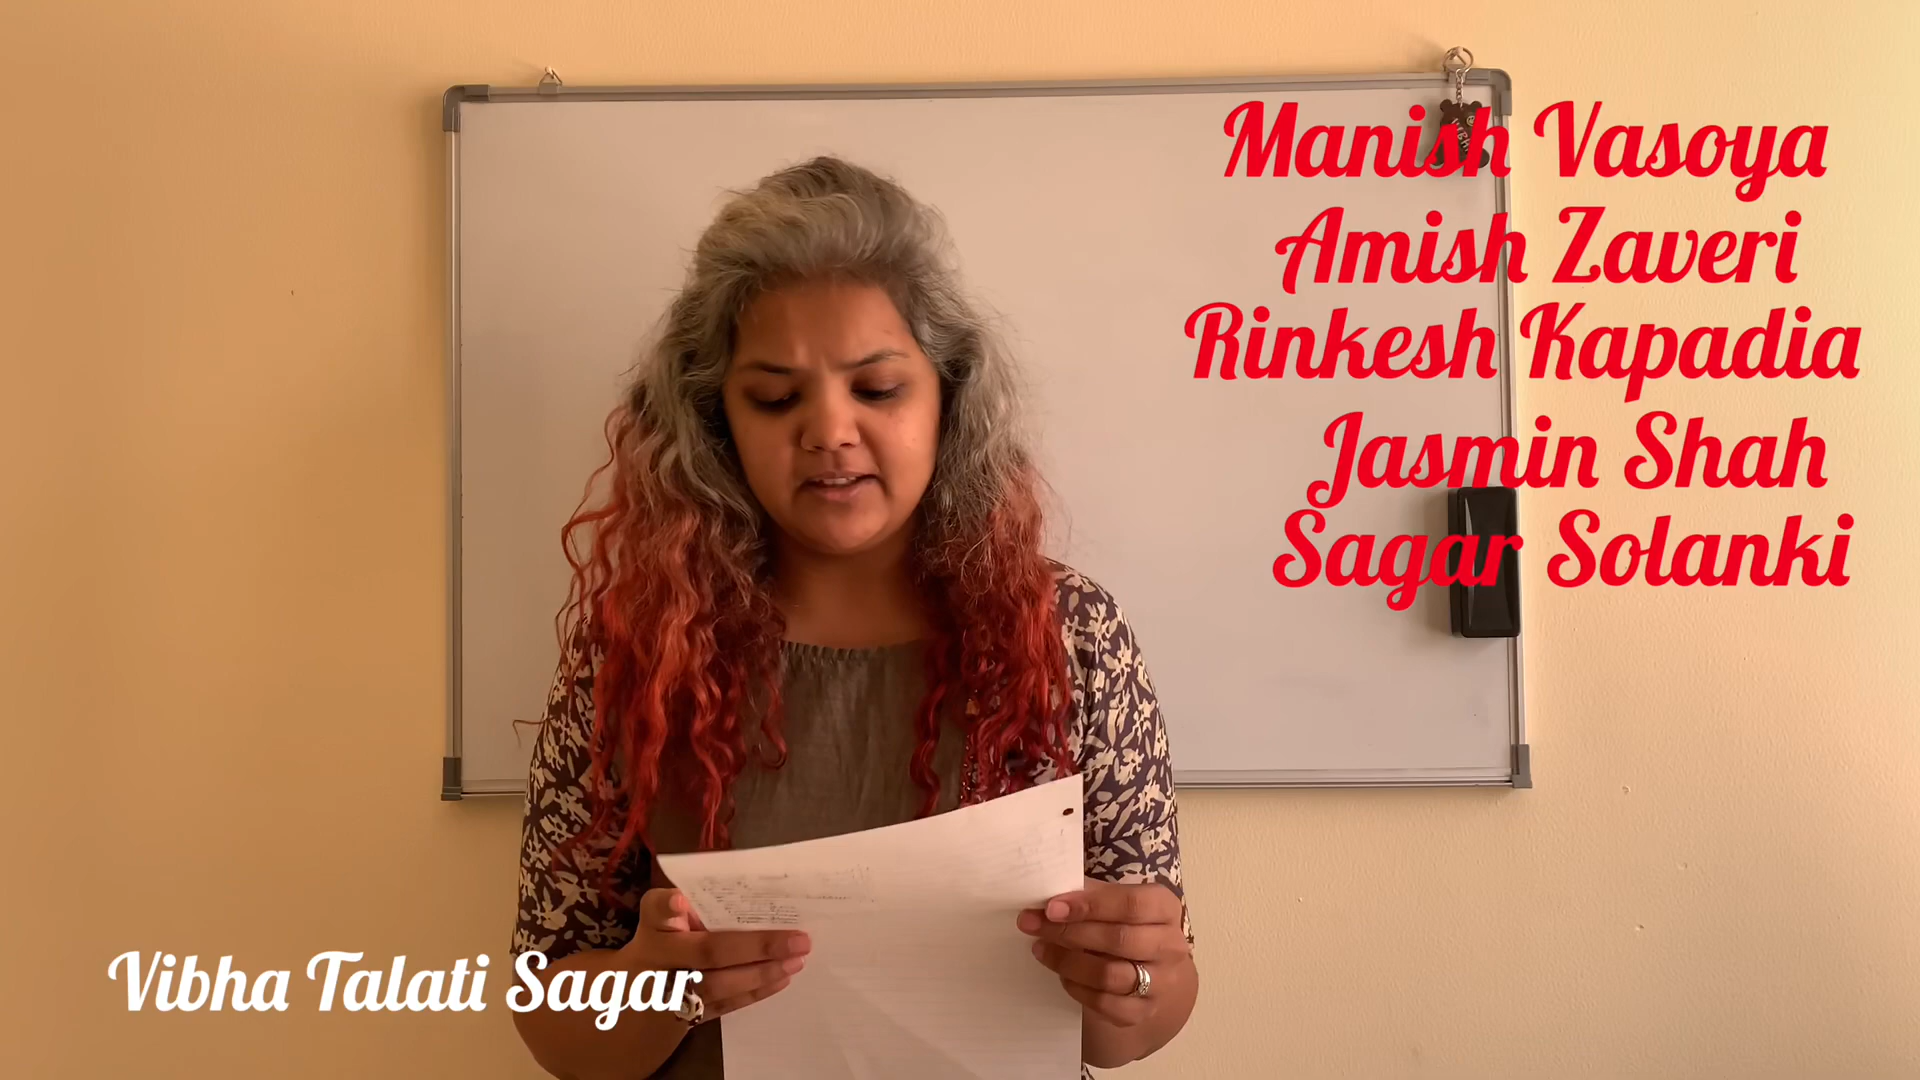 Manish Vasoya
Amish Zaveri
Rinkesh Kapadia
Jasmin Shah
Sagar Solanki
Vibha Talati Sagar